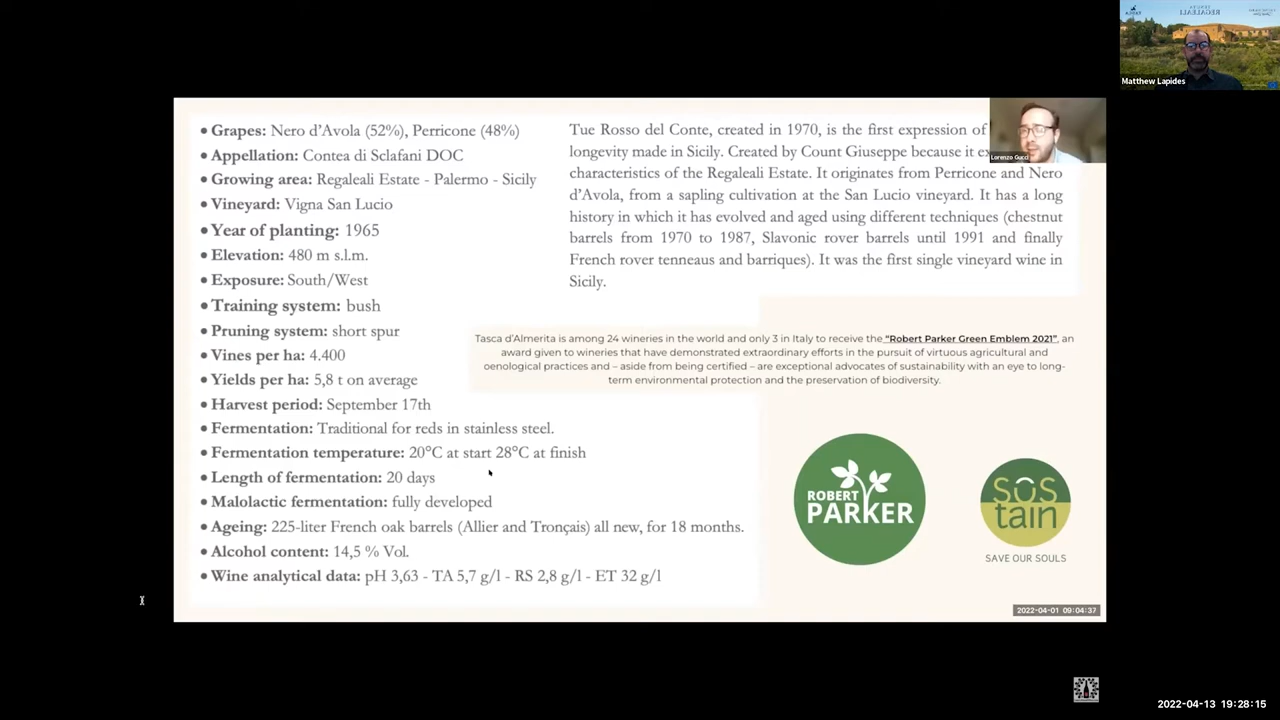 Matthew Lapides
Lorenzo Gucci
• Grapes: Nero d’Avola (52%), Perricone (48%)
• Appellation: Contea di Sclafani DOC
• Growing area: Regaleali Estate - Palermo - Sicily
• Vineyard: Vigna San Lucio
• Year of planting: 1965
• Elevation: 480 m s.l.m.
• Exposure: South/West
• Training system: bush
• Pruning system: short spur
• Vines per ha: 4.400
• Yields per ha: 5,8 t on average
• Harvest period: September 17th
• Fermentation: Traditional for reds in stainless steel.
• Fermentation temperature: 20°C at start 28°C at finish
• Length of fermentation: 20 days
• Malolactic fermentation: fully developed
• Ageing: 225-liter French oak barrels (Allier and Tronçais) all new, for 18 months.
• Alcohol content: 14,5 % Vol.
• Wine analytical data: pH 3,63 - TA 5,7 g/l - RS 2,8 g/l - ET 32 g/l
Tue Rosso del Conte, created in 1970, is the first expression of
longevity made in Sicily. Created by Count Giuseppe because it
characteristics of the Regaleali Estate. It originates from Perricone and Nero
d’Avola, from a sapling cultivation at the San Lucio vineyard. It has a long
history in which it has evolved and aged using different techniques (chestnut
barrels from 1970 to 1987, Slavonic rover barrels until 1991 and finally
French rover tenneaus and barriques). It was the first single vineyard wine in
Sicily.
Tasca d’Almerita is among 24 wineries in the world and only 3 in Italy to receive the “Robert Parker Green Emblem 2021”, an
award given to wineries that have demonstrated extraordinary efforts in the pursuit of virtuous agricultural and
oenological practices and – aside from being certified – are exceptional advocates of sustainability with an eye to long-
term environmental protection and the preservation of biodiversity.
ROBERT
PARKER
SOS
tain
SAVE OUR SOULS
2022-04-01 09:04:37
2022-04-13 19:28:15